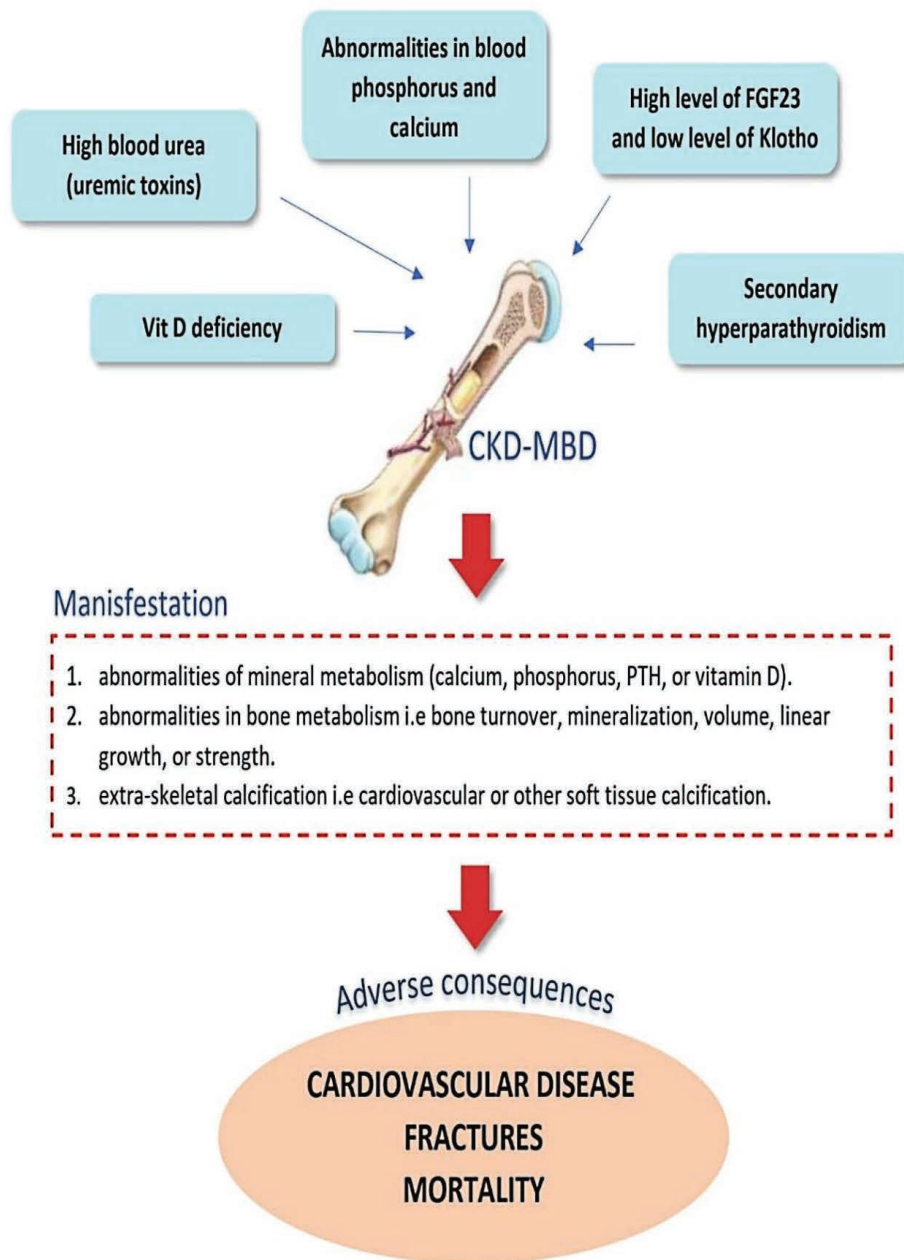 Abnormalities in blood
phosphorus and
calcium
High level of FGF23
and low level of Klotho
High blood urea
(uremic toxins)
Vit D deficiency
Secondary
hyperparathyroidism
CKD-MBD
Manisfestation
1. abnormalities of mineral metabolism (calcium, phosphorus, PTH, or vitamin D).
2. abnormalities in bone metabolism i.e bone turnover, mineralization, volume, linear
growth, or strength.
3. extra-skeletal calcification i.e cardiovascular or other soft tissue calcification.
Adverse consequences
CARDIOVASCULAR DISEASE
FRACTURES
MORTALITY